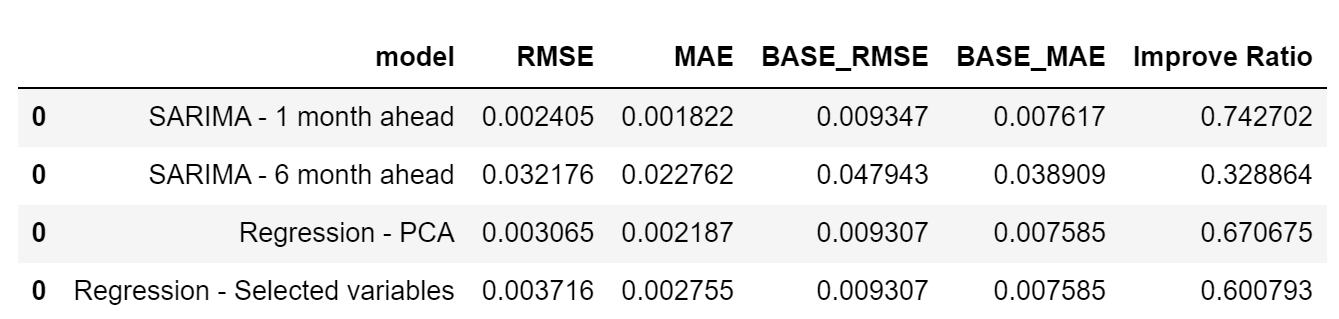 model RMSE MAE BASE_RMSE BASE_MAE Improve Ratio
0 SARIMA - 1 month ahead 0.002405 0.001822 0.009347 0.007617 0.742702
0 SARIMA - 6 month ahead 0.032176 0.022762 0.047943 0.038909 0.328864
0 Regression - PCA 0.003065 0.002187 0.009307 0.007585 0.670675
0 Regression - Selected variables 0.003716 0.002755 0.009307 0.007585 0.600793